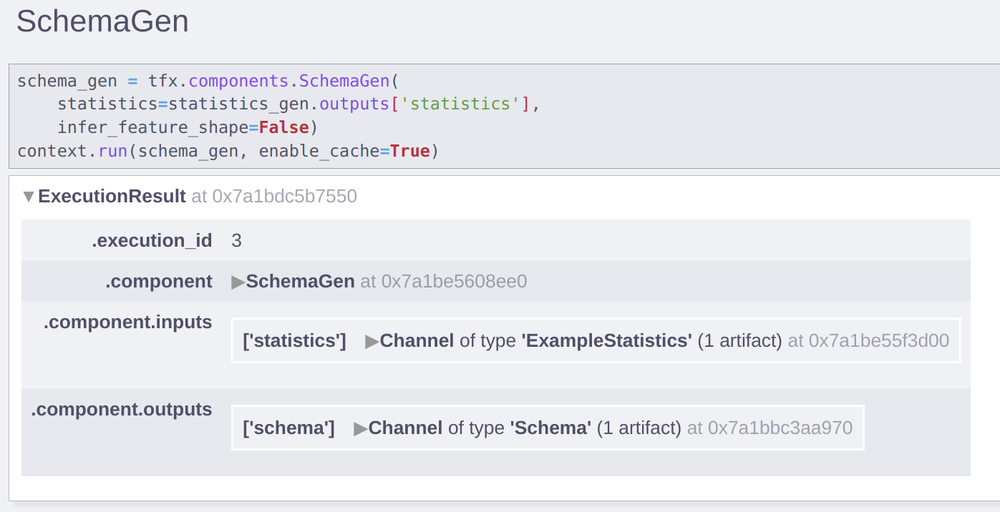 SchemaGen
schema_gen = tfx.components.SchemaGen(
    statistics=statistics_gen.outputs['statistics'],
    infer_feature_shape=False)
context.run(schema_gen, enable_cache=True)
▼ExecutionResult at 0x7a1bdc5b7550
.execution_id 3
.component ▶SchemaGen at 0x7a1be5608ee0
.component.inputs
['statistics'] ▶Channel of type 'ExampleStatistics' (1 artifact) at 0x7a1be55f3d00
.component.outputs
['schema'] ▶Channel of type 'Schema' (1 artifact) at 0x7a1bbc3aa970